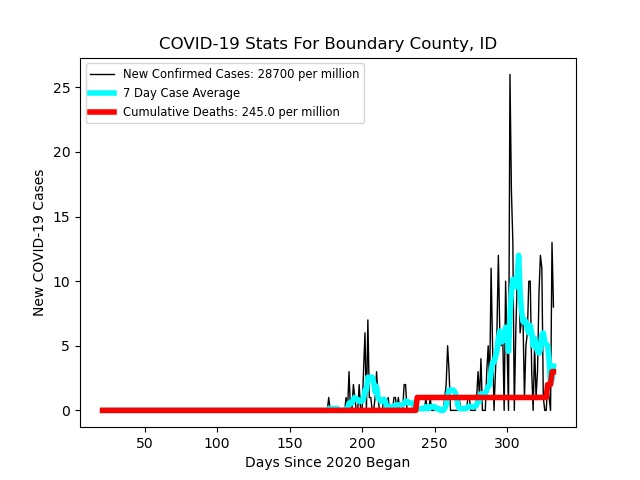 COVID-19 Stats For Boundary County, ID
New Confirmed Cases: 28700 per million
7 Day Case Average
Cumulative Deaths: 245.0 per million
New COVID-19 Cases
25
20
15
10
5
0
50 100 150 200 250 300
Days Since 2020 Began